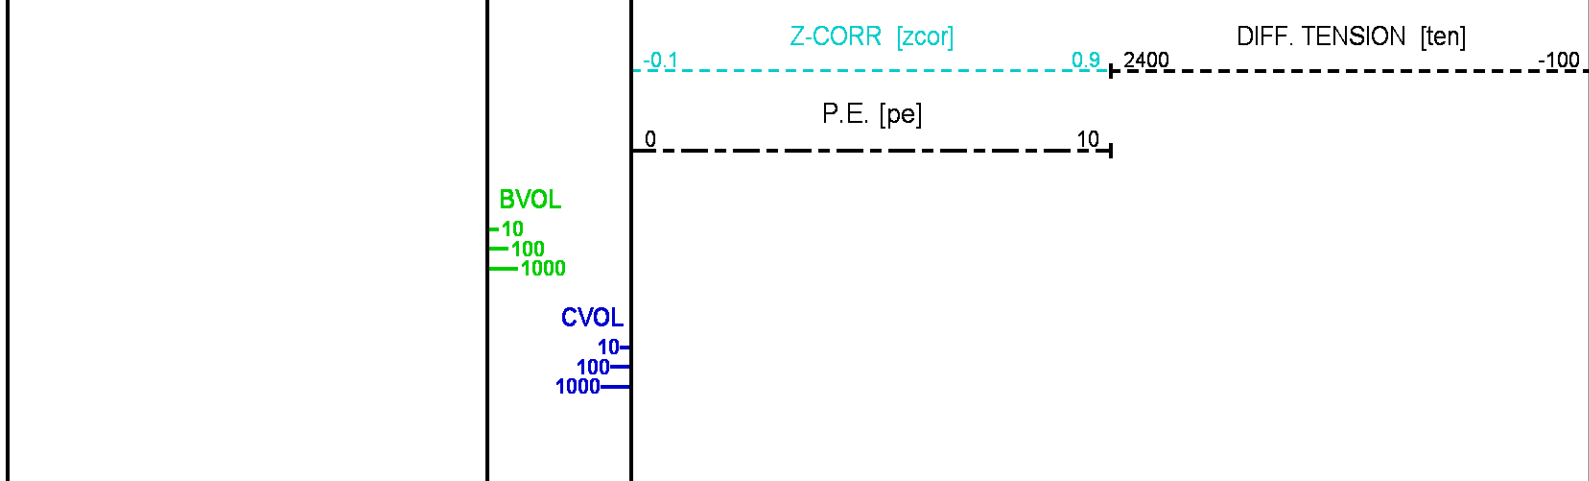 Z-CORR [zcor] DIFF. TENSION [ten]
-0.1 0.9 2400 -100
P.E. [pe]
0 10
BVOL
10
100
1000
CVOL
10
100
1000